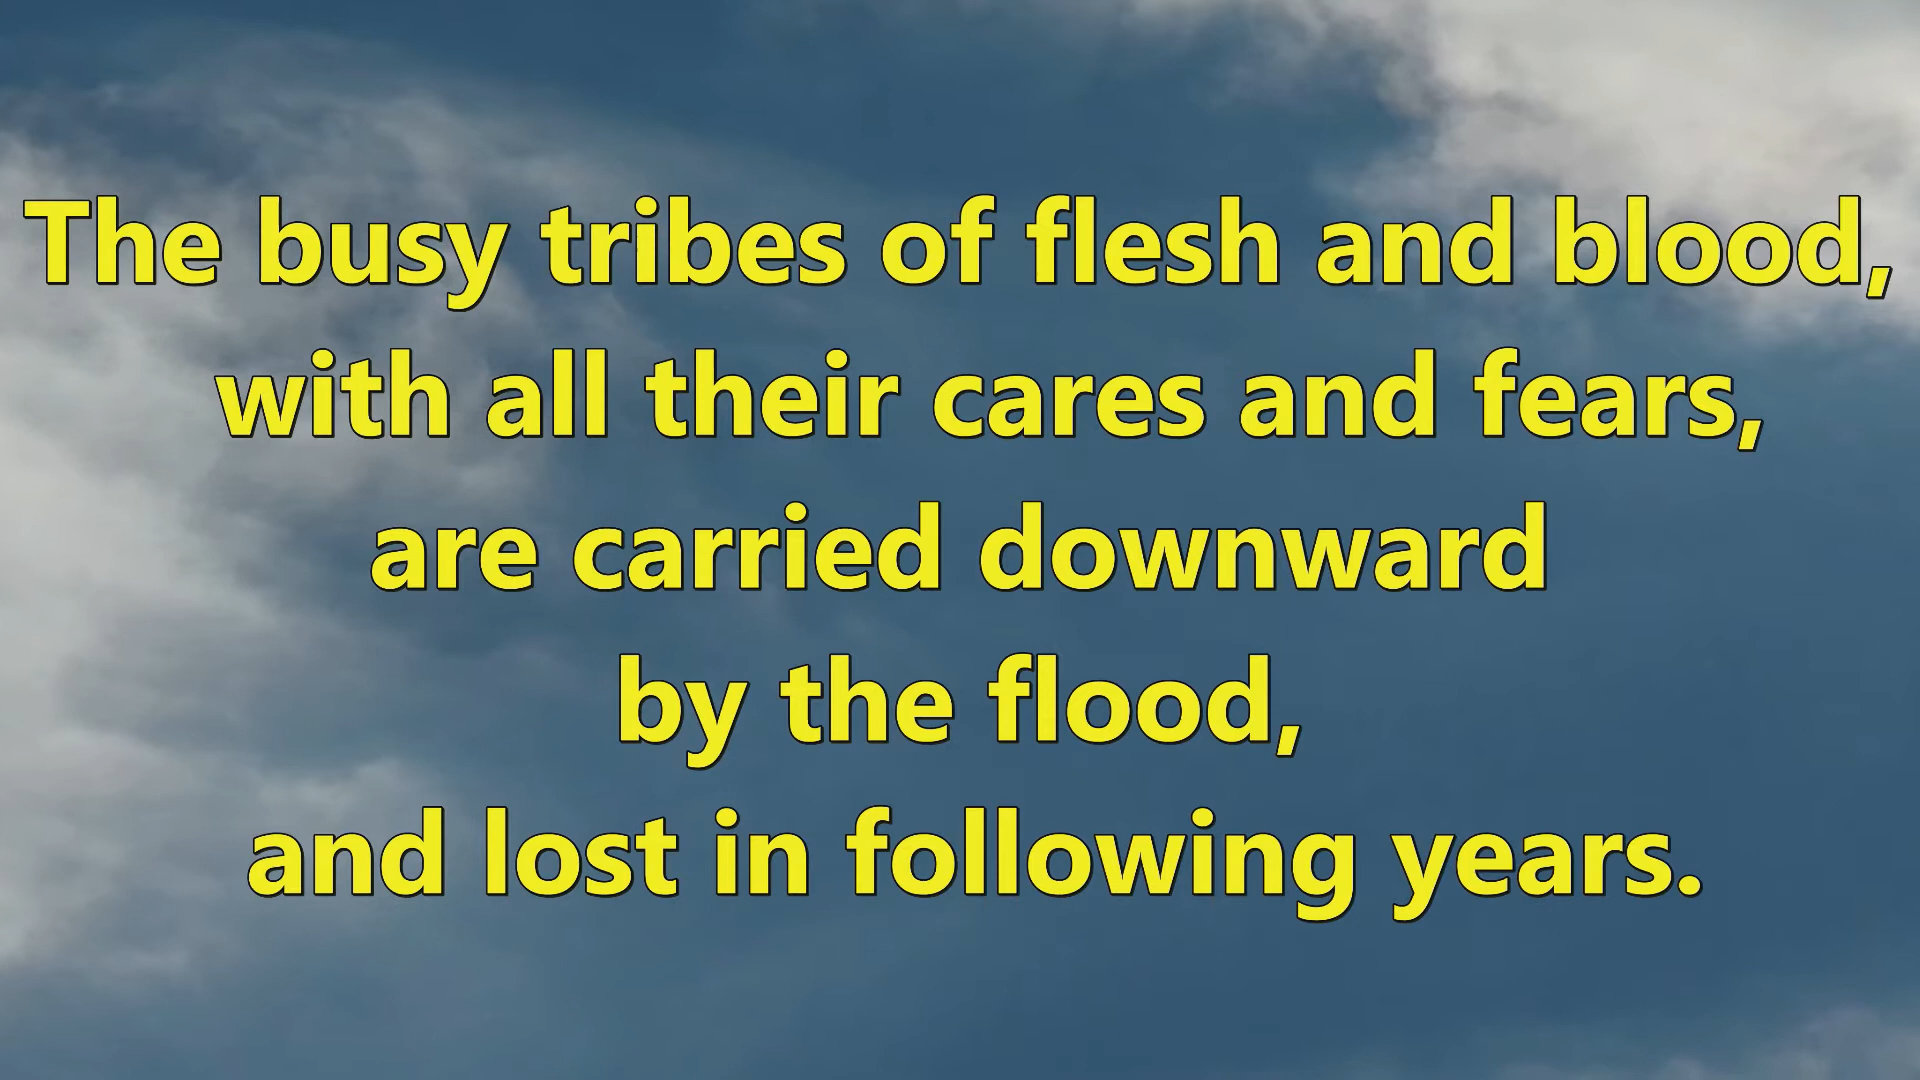 The busy tribes of flesh and blood,
with all their cares and fears,
are carried downward
by the flood,
and lost in following years.